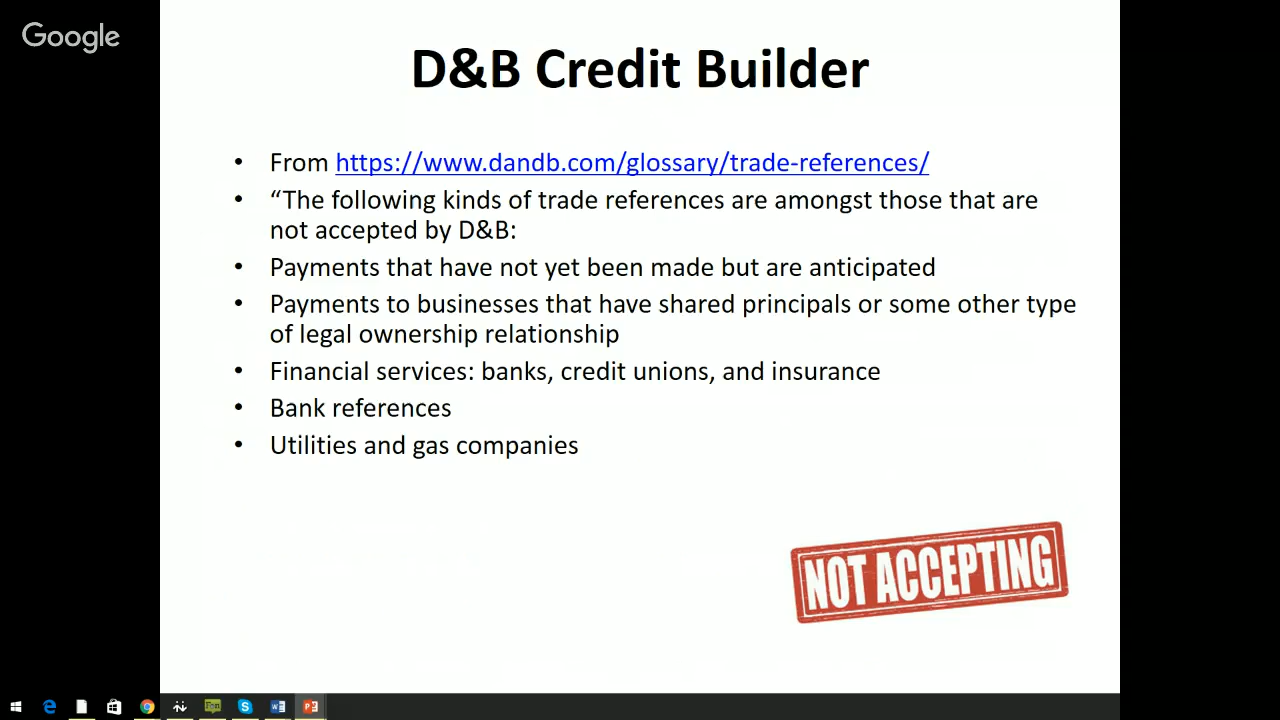 Google
D&B Credit Builder
• From https://www.dandb.com/glossary/trade-references/
• “The following kinds of trade references are amongst those that are
not accepted by D&B:
• Payments that have not yet been made but are anticipated
• Payments to businesses that have shared principals or some other type
of legal ownership relationship
• Financial services: banks, credit unions, and insurance
• Bank references
• Utilities and gas companies
NOT ACCEPTING